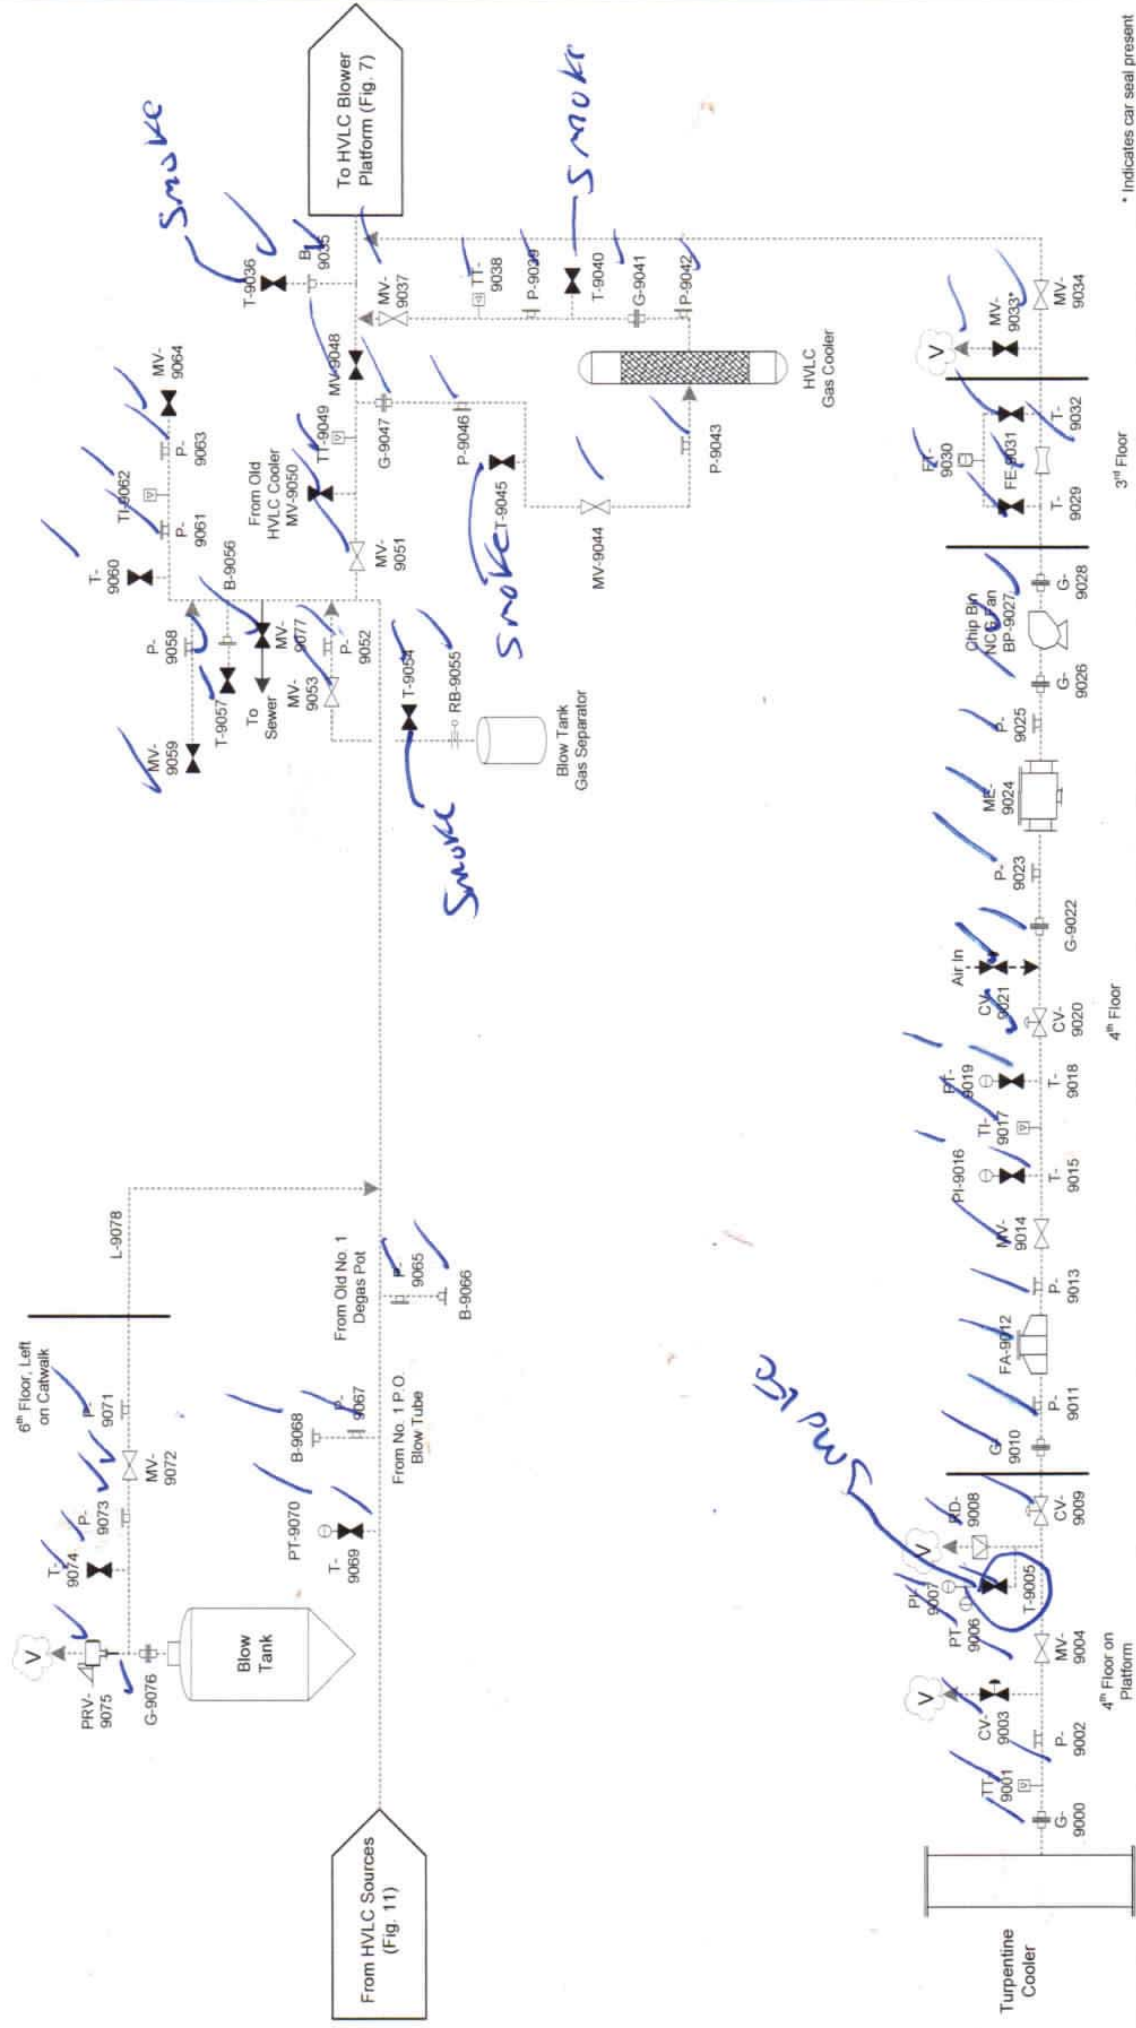 6th Floor, Left
on Catwalk
V
PRV-
9075
G-9076
T-
9074
P-
9073
MV-
9072
P-
9071
L-9078
Blow
Tank
From HVLC Sources
(Fig. 11)
PT-9070
T-
9069
B-9068
P-
9067
From No. 1 P.O.
Blow Tube
From Old No. 1
Degas Pot
P-
9065
B-9066
MV-
9059
P-
9058
T-9057
B-9056
To
Sewer
MV-
9077
MV-
9053
P-
9052
T-9054
RB-9055
Blow Tank
Gas Separator
Smoke
T-
9060
P-
9061
TI-9062
P-
9063
MV-
9064
From Old
HVLC Cooler
MV-9050
MV-
9051
TT-9049
MV-9048
G-9047
P-9046
T-9045
Smoke
MV-9044
P-9043
HVLC
Gas Cooler
P-9042
G-9041
T-9040
Smoke
P-9039
TT-
9038
MV-
9037
T-9036
Smoke
B-
9035
To HVLC Blower
Platform (Fig. 7)
Turpentine
Cooler
G-
9000
TT-
9001
P-
9002
V
CV-
9003
MV-
9004
4th Floor on
Platform
T-9005
PT-
9006
PI-
9007
V
RD-
9008
CV-
9009
G-
9010
P-
9011
FA-9012
P-
9013
MV-
9014
T-
9015
PI-9016
TI-
9017
T-
9018
PT-
9019
CV-
9020
CV-
9021
Air In
4th Floor
G-9022
P-
9023
ME-
9024
P-
9025
G-
9026
Chip Bin
NCG Fan
BP-9027
G-
9028
T-
9029
FT-
9030
FE-9031
T-
9032
3rd Floor
V
MV-
9033*
MV-
9034
* Indicates car seal present